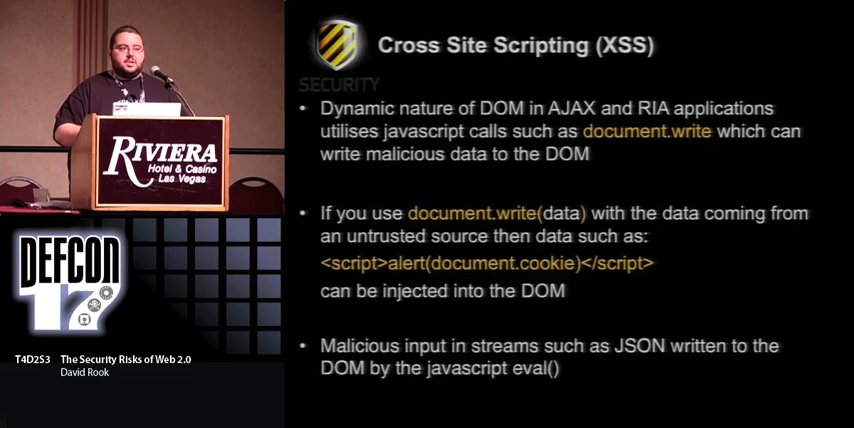 RIVIERA
Hotel & Casino
Las Vegas
DEFCON
17
T4D2S3 The Security Risks of Web 2.0
David Rook
SECURITY
Cross Site Scripting (XSS)
• Dynamic nature of DOM in AJAX and RIA applications
utilises javascript calls such as document.write which can
write malicious data to the DOM
• If you use document.write(data) with the data coming from
an untrusted source then data such as:
<script>alert(document.cookie)</script>
can be injected into the DOM
• Malicious input in streams such as JSON written to the
DOM by the javascript eval()